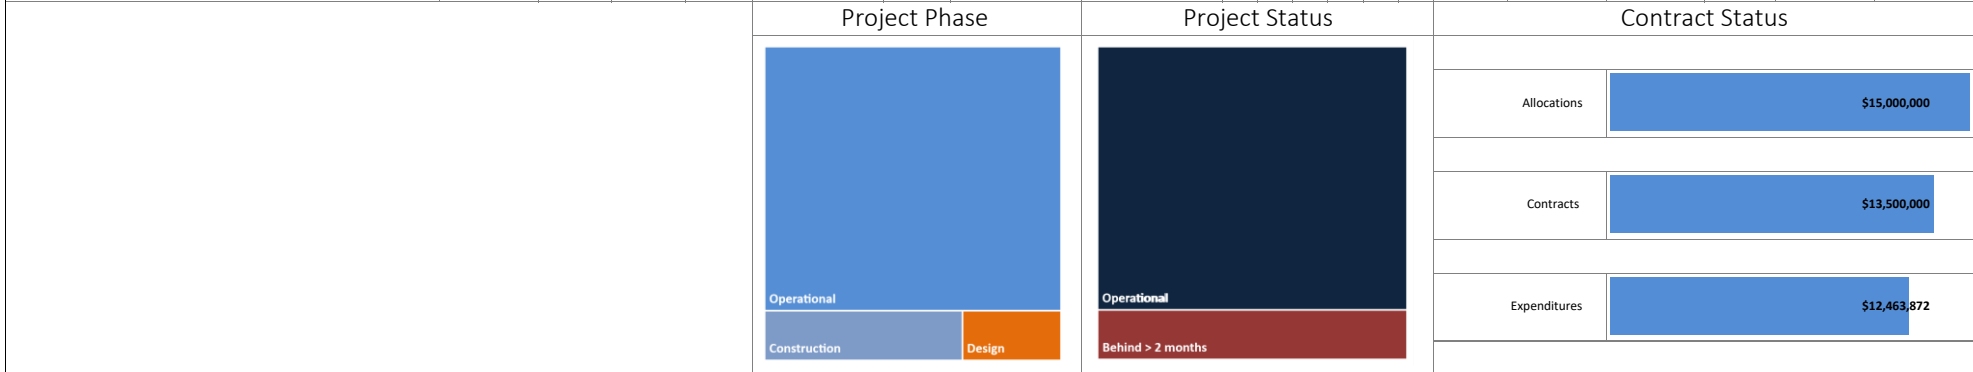 Project Phase
Project Status
Contract Status
Operational
Construction
Design
Operational
Behind > 2 months
Allocations
$15,000,000
Contracts
$13,500,000
Expenditures
$12,463,872